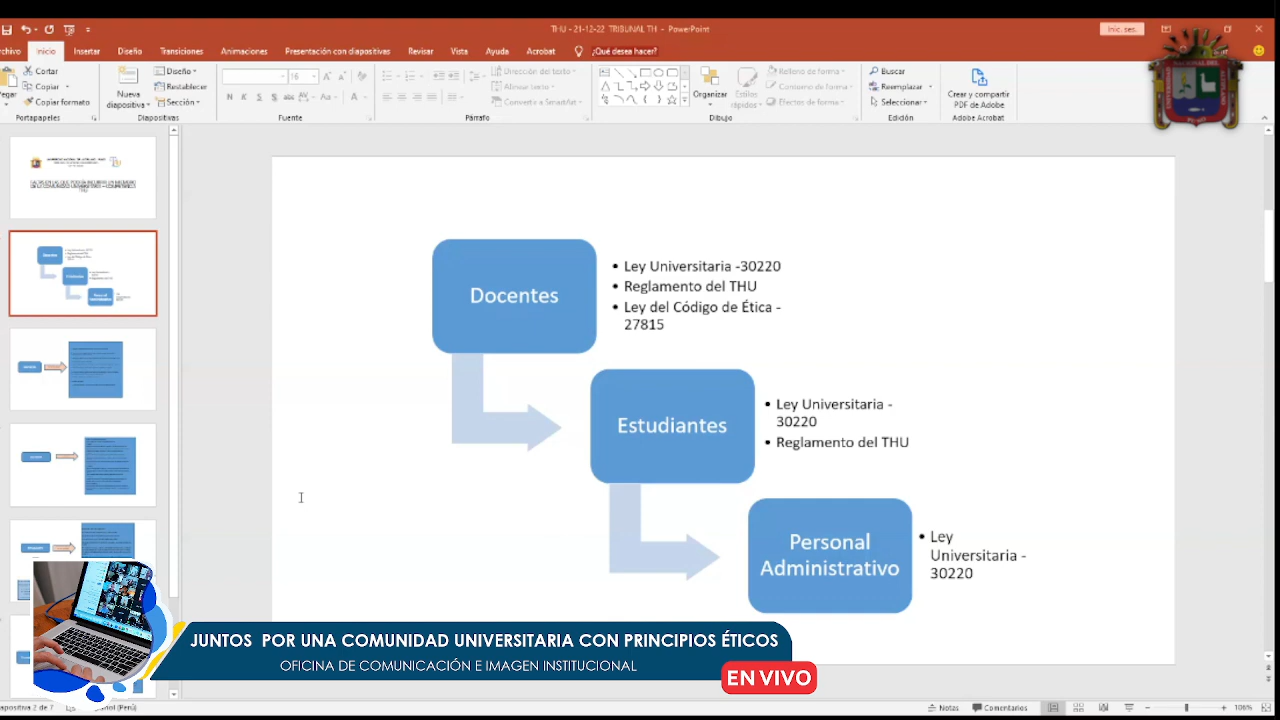 THU - 21-12-22 TRIBUNAL TH - PowerPoint
Inic. ses.
Inicio
Insertar
Diseño
Transiciones
Animaciones
Presentación con diapositivas
Revisar
Vista
Ayuda
Acrobat
¿Qué desea hacer?
Cortar
Copiar
Copiar formato
Portapapeles
Nueva
diapositiva
Diseño
Restablecer
Sección
Diapositivas
16
Fuente
Dirección del texto
Alinear texto
Convertir a SmartArt
Párrafo
Organizar
Estilos
rápidos
Relleno de forma
Contorno de forma
Efectos de forma
Dibujo
Buscar
Reemplazar
Seleccionar
Edición
Crear y compartir
PDF de Adobe
Adobe Acrobat
Docentes
• Ley Universitaria -30220
• Reglamento del THU
• Ley del Código de Ética -
27815
Estudiantes
• Ley Universitaria -
30220
• Reglamento del THU
Personal
Administrativo
• Ley
Universitaria -
30220
JUNTOS POR UNA COMUNIDAD UNIVERSITARIA CON PRINCIPIOS ÉTICOS
OFICINA DE COMUNICACIÓN E IMAGEN INSTITUCIONAL
EN VIVO
Notas
Comentarios
106%